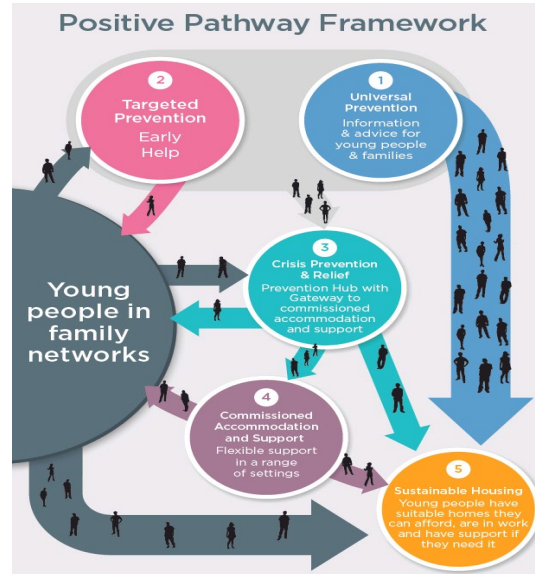 Positive Pathway Framework
2
Targeted
Prevention
Early
Help
1
Universal
Prevention
Information
& advice for
young people
& families
3
Crisis Prevention
& Relief
Prevention Hub with
Gateway to
commissioned
accommodation
and support
Young
people in
family
networks
4
Commissioned
Accommodation
and Support
Flexible support
in a range
of settings
5
Sustainable Housing
Young people have
suitable homes they
can afford, are in work
and have support if
they need it